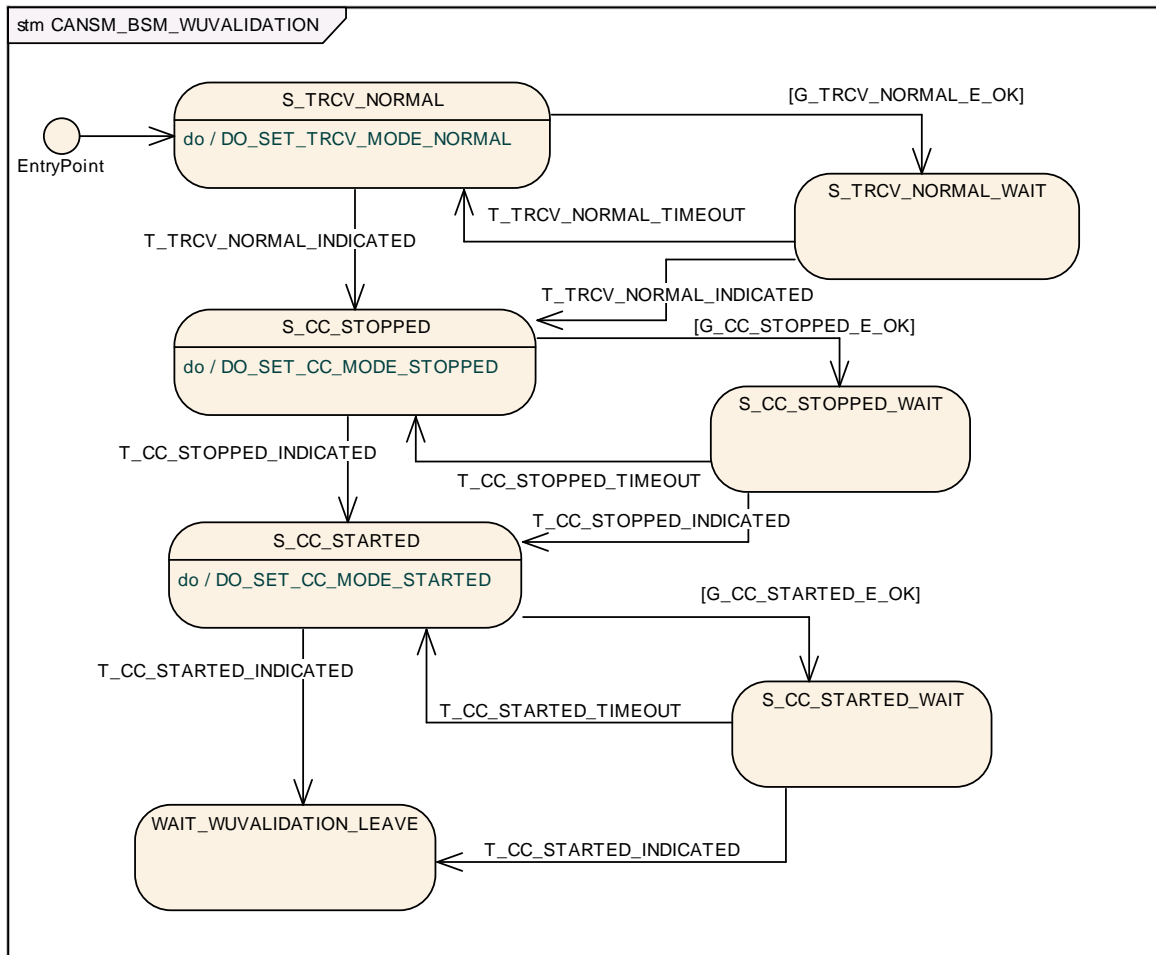 stm CANSM_BSM_WUVALIDATION
S_TRCV_NORMAL
do / DO_SET_TRCV_MODE_NORMAL
EntryPoint
[G_TRCV_NORMAL_E_OK]
S_TRCV_NORMAL_WAIT
T_TRCV_NORMAL_TIMEOUT
T_TRCV_NORMAL_INDICATED
T_TRCV_NORMAL_INDICATED
S_CC_STOPPED
do / DO_SET_CC_MODE_STOPPED
[G_CC_STOPPED_E_OK]
S_CC_STOPPED_WAIT
T_CC_STOPPED_INDICATED
T_CC_STOPPED_TIMEOUT
T_CC_STOPPED_INDICATED
S_CC_STARTED
do / DO_SET_CC_MODE_STARTED
[G_CC_STARTED_E_OK]
T_CC_STARTED_INDICATED
S_CC_STARTED_WAIT
T_CC_STARTED_TIMEOUT
WAIT_WUVALIDATION_LEAVE
T_CC_STARTED_INDICATED